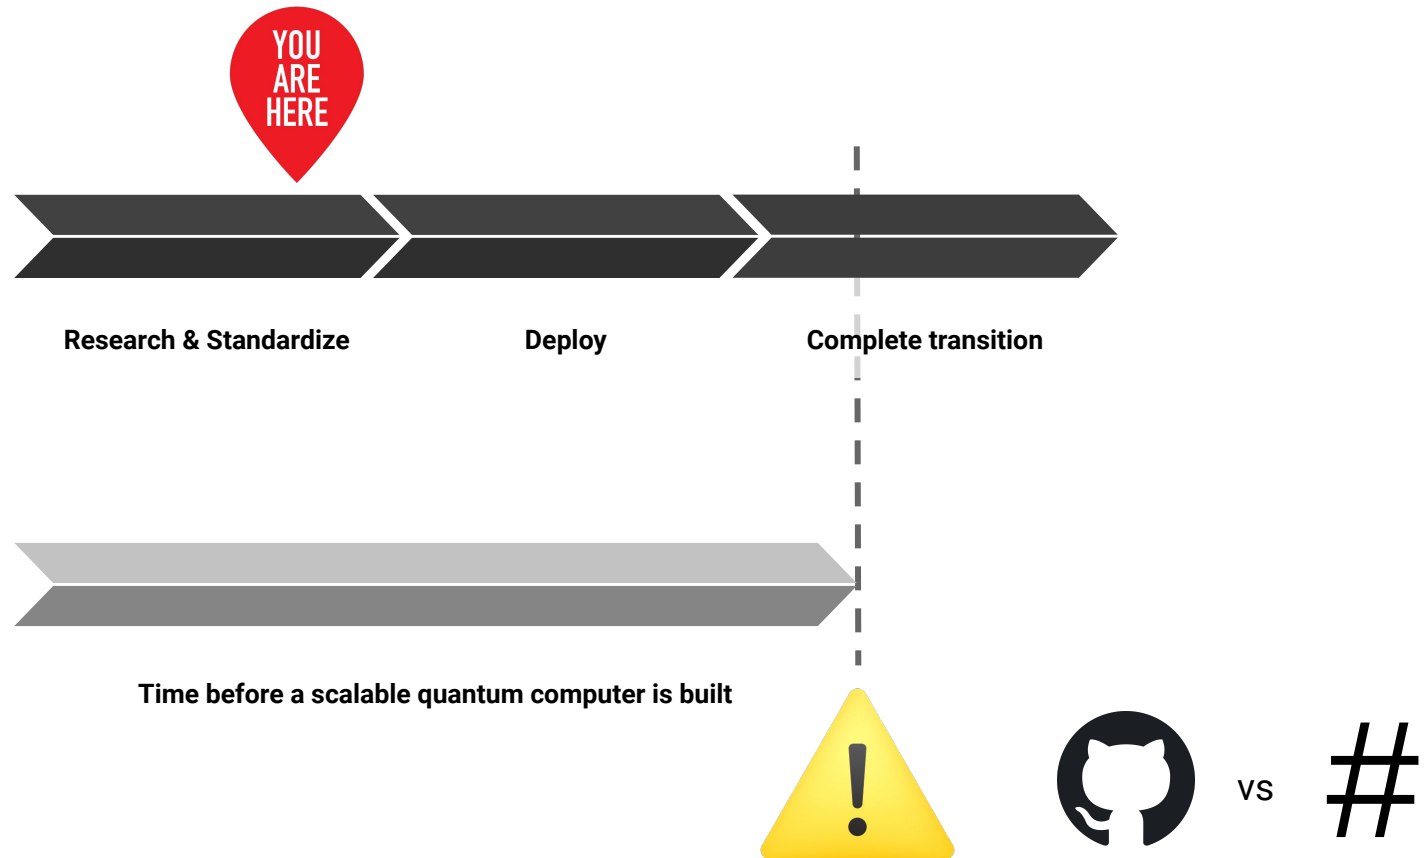 YOU
ARE
HERE
Research & Standardize
Deploy
Complete transition
Time before a scalable quantum computer is built
!
vs
#